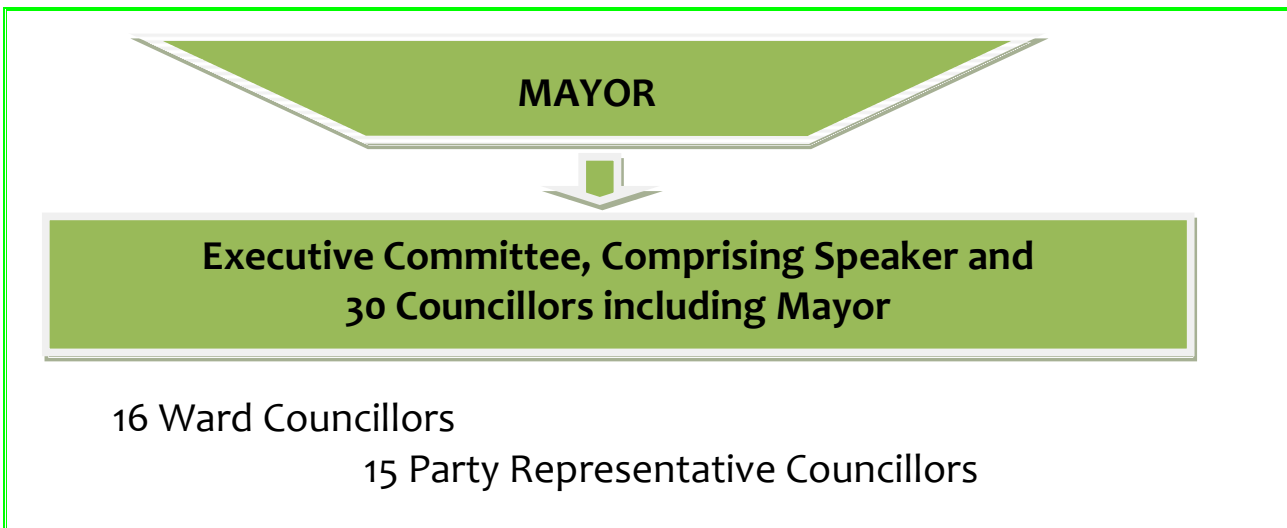 MAYOR
Executive Committee, Comprising Speaker and
30 Councillors including Mayor
16 Ward Councillors
15 Party Representative Councillors